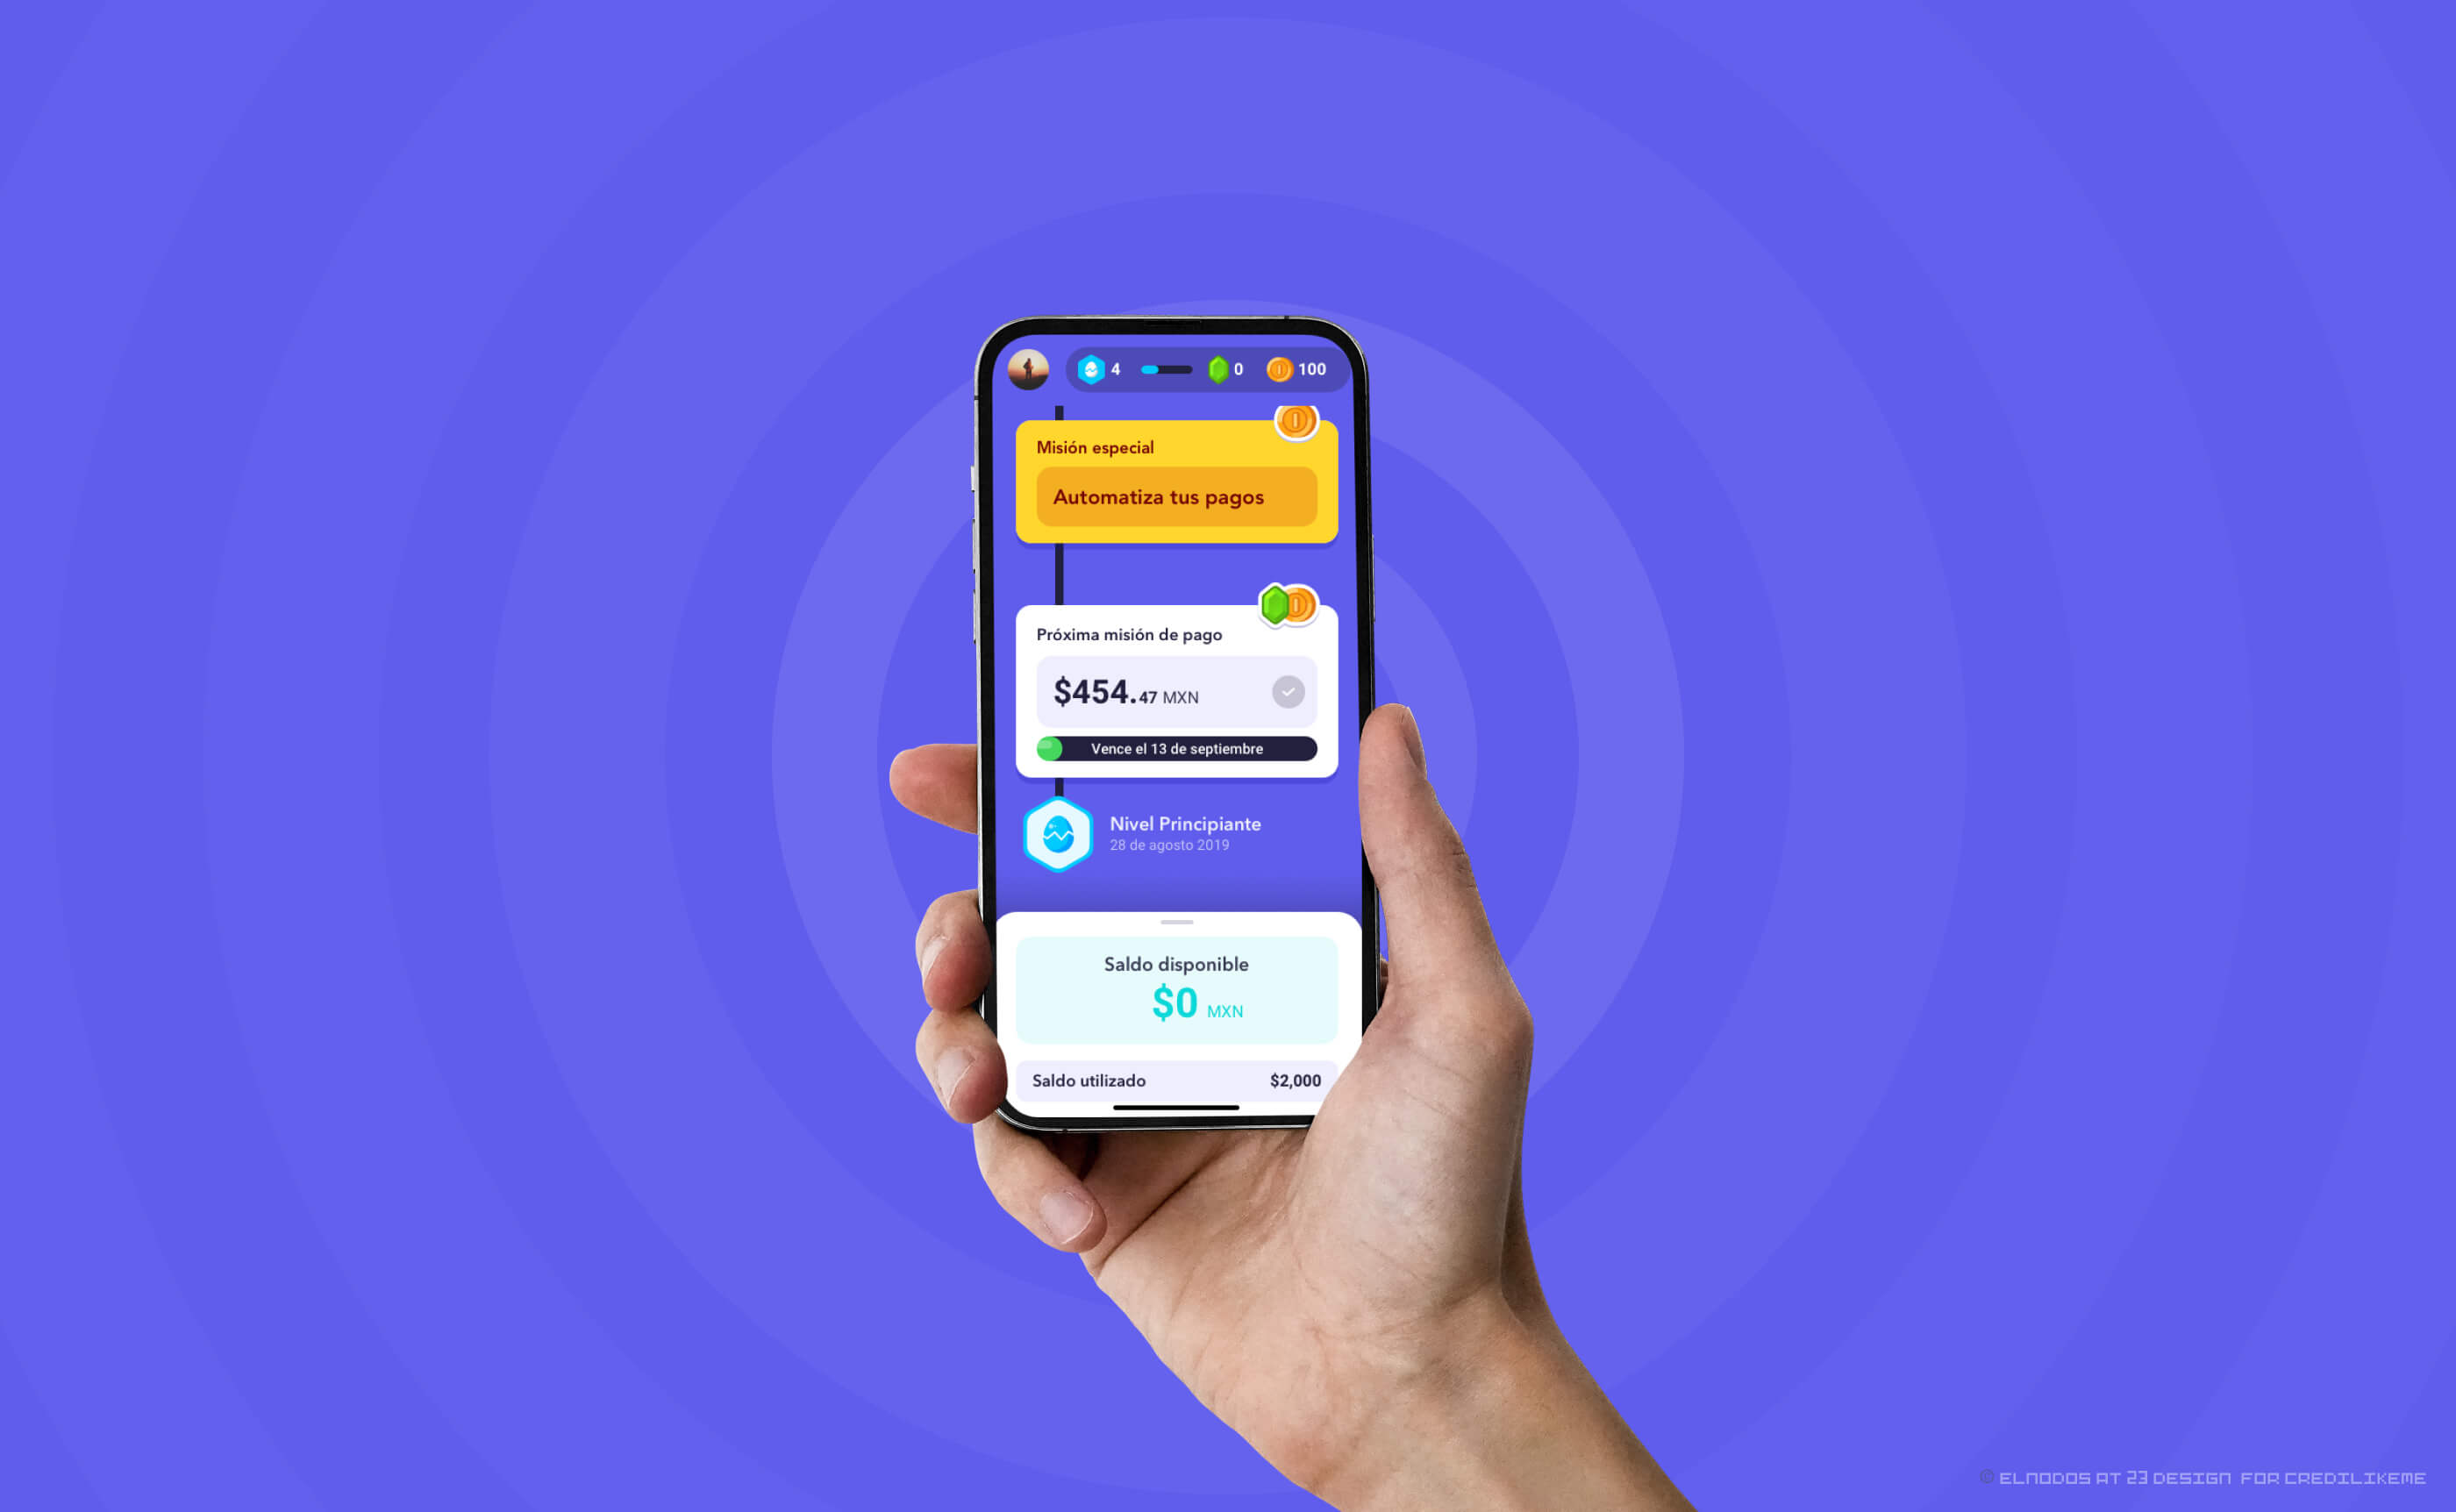 4 0 100
Misión especial
Automatiza tus pagos
Próxima misión de pago
$454.47 MXN
Vence el 13 de septiembre
Nivel Principiante
28 de agosto 2019
Saldo disponible
$0 MXN
Saldo utilizado $2,000
© ELNODOS AT 23 DESIGN FOR CREDILIKEME